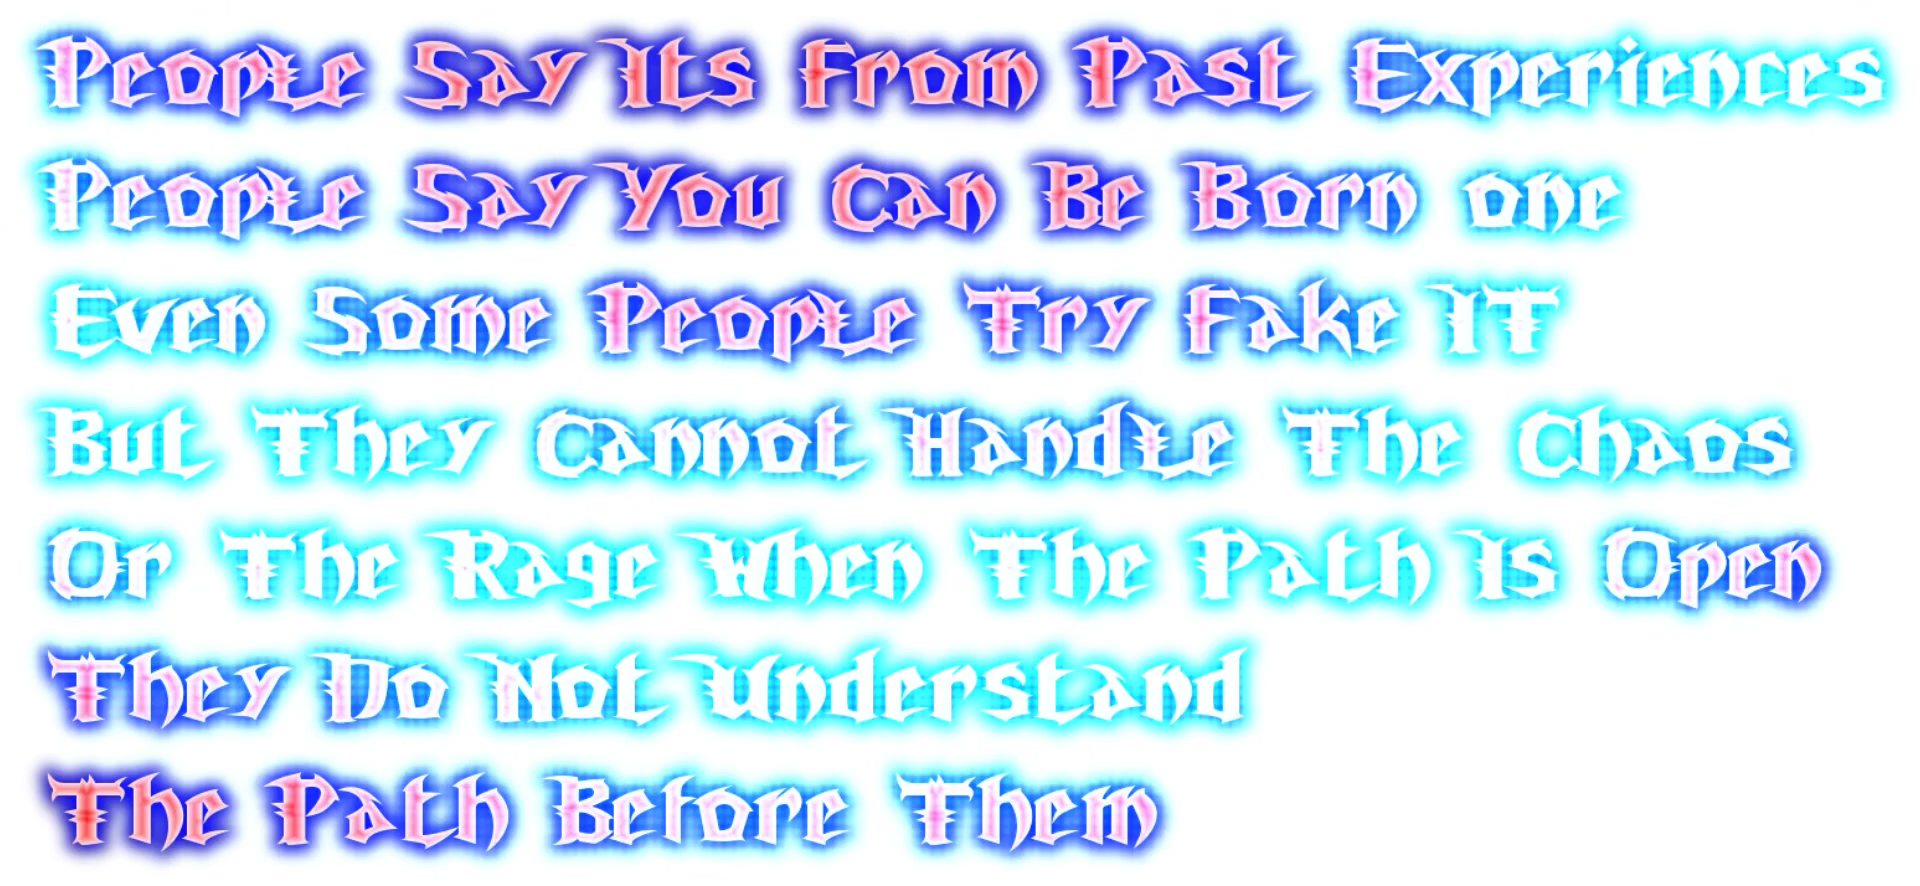 People Say Its From Past Experiences
People Say You Can Be Born one
Even Some People Try Fake IT
But They Cannot Handle The Chaos
Or The Rage When The Path Is Open
They Do Not Understand
The Path Before Them